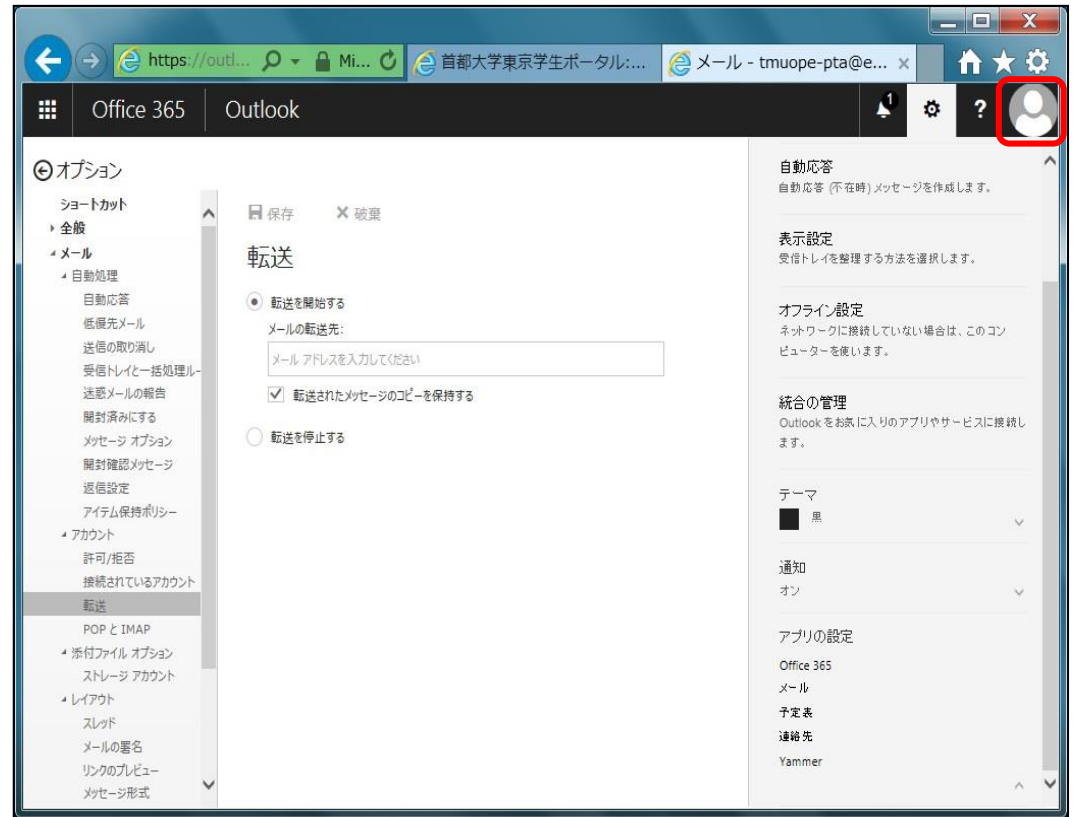 https://outl...
Mi...
首都大学東京学生ポータル:...
メール - tmuope-pta@e... ×
Office 365
Outlook
1
?
オプション
ショートカット
全般
メール
自動処理
自動応答
低優先メール
送信の取り消し
受信トレイと一括処理ルー
迷惑メールの報告
開封済みにする
メッセージ オプション
開封確認メッセージ
返信設定
アイテム保持ポリシー
アカウント
許可/拒否
接続されているアカウント
転送
POP と IMAP
添付ファイル オプション
ストレージ アカウント
レイアウト
スレッド
メールの署名
リンクのプレビュー
メッセージ形式
保存 ✕ 破棄
転送
転送を開始する
メールの転送先:
メール アドレスを入力してください
転送されたメッセージのコピーを保持する
転送を停止する
自動応答
自動応答 (不在時) メッセージを作成します。
表示設定
受信トレイを整理する方法を選択します。
オフライン設定
ネットワークに接続していない場合は、このコン
ピューターを使います。
統合の管理
Outlook をお気に入りのアプリやサービスに接続し
ます。
テーマ
黒
通知
オン
アプリの設定
Office 365
メール
予定表
連絡先
Yammer